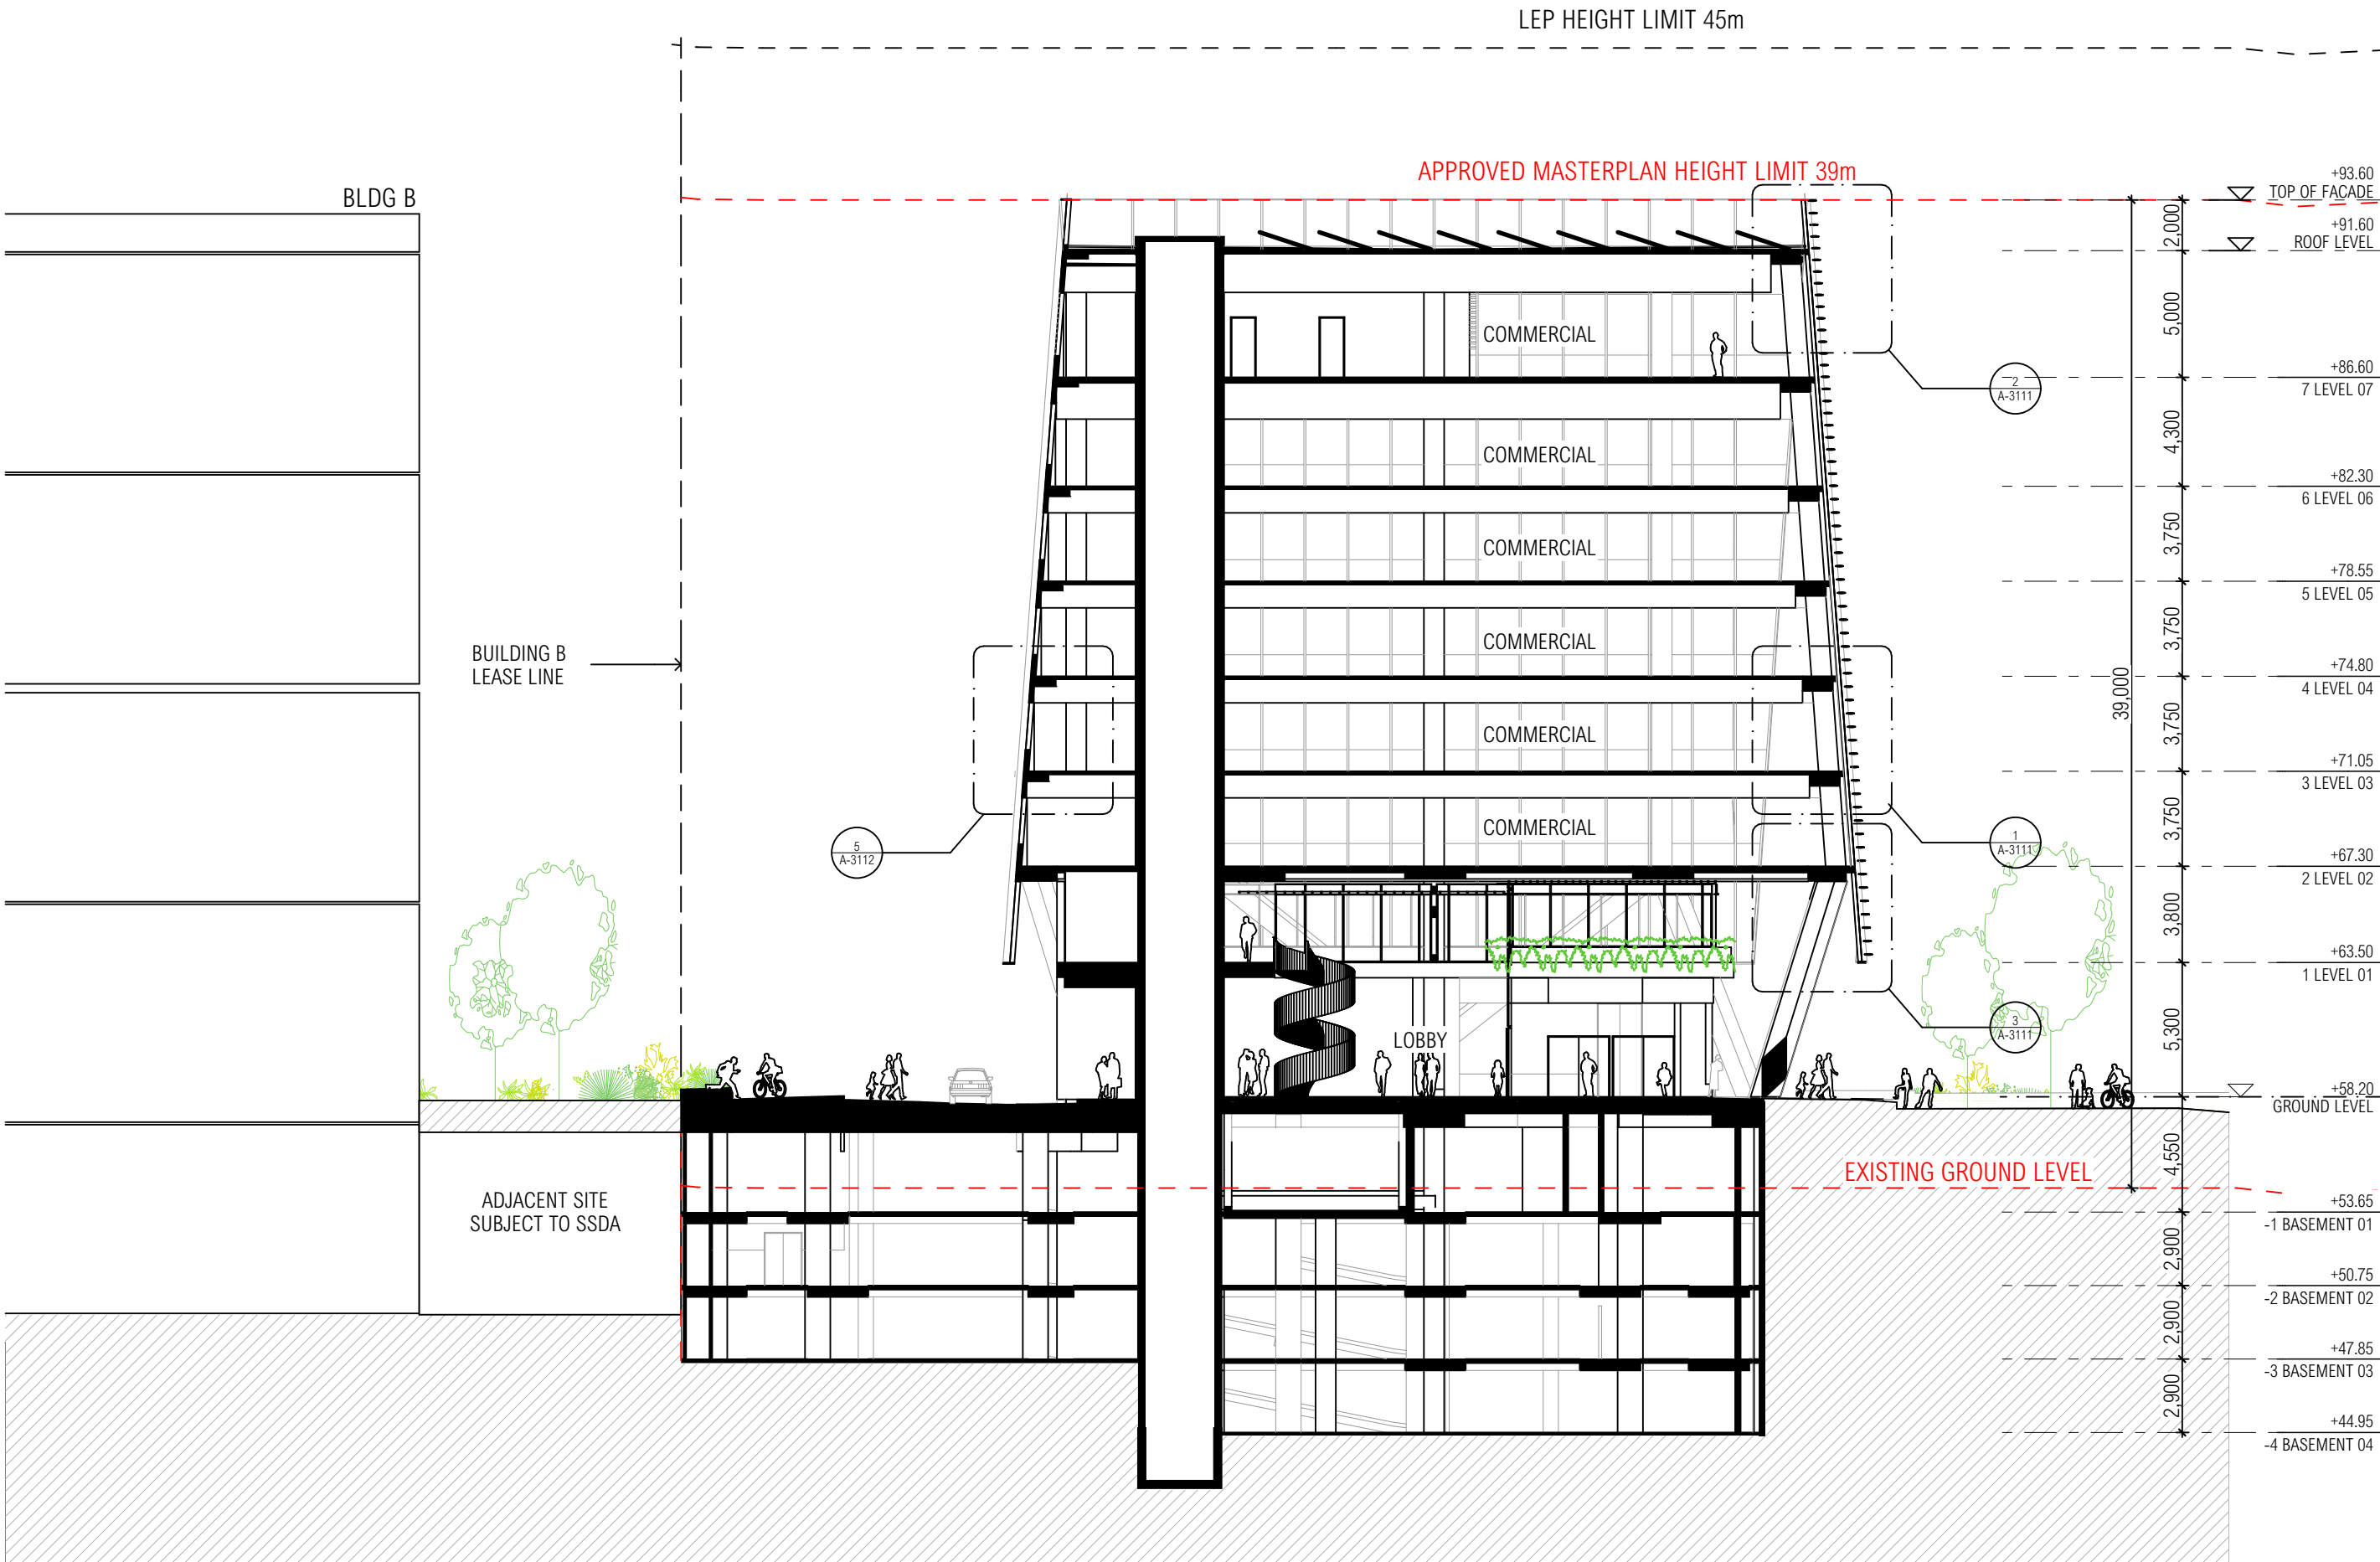 LEP HEIGHT LIMIT 45m
APPROVED MASTERPLAN HEIGHT LIMIT 39m
BLDG B
+93.60
TOP OF FACADE
2,000
+91.60
ROOF LEVEL
5,000
COMMERCIAL
+86.60
7 LEVEL 07
2
A-3111
4,300
COMMERCIAL
+82.30
6 LEVEL 06
3,750
COMMERCIAL
+78.55
5 LEVEL 05
BUILDING B
LEASE LINE
3,750
COMMERCIAL
+74.80
4 LEVEL 04
39,000
3,750
COMMERCIAL
+71.05
3 LEVEL 03
3,750
COMMERCIAL
5
A-3112
1
A-3111
+67.30
2 LEVEL 02
3,800
+63.50
1 LEVEL 01
3
A-3111
5,300
LOBBY
+58.20
GROUND LEVEL
4,550
EXISTING GROUND LEVEL
ADJACENT SITE
SUBJECT TO SSDA
+53.65
-1 BASEMENT 01
2,900
+50.75
-2 BASEMENT 02
2,900
+47.85
-3 BASEMENT 03
2,900
+44.95
-4 BASEMENT 04